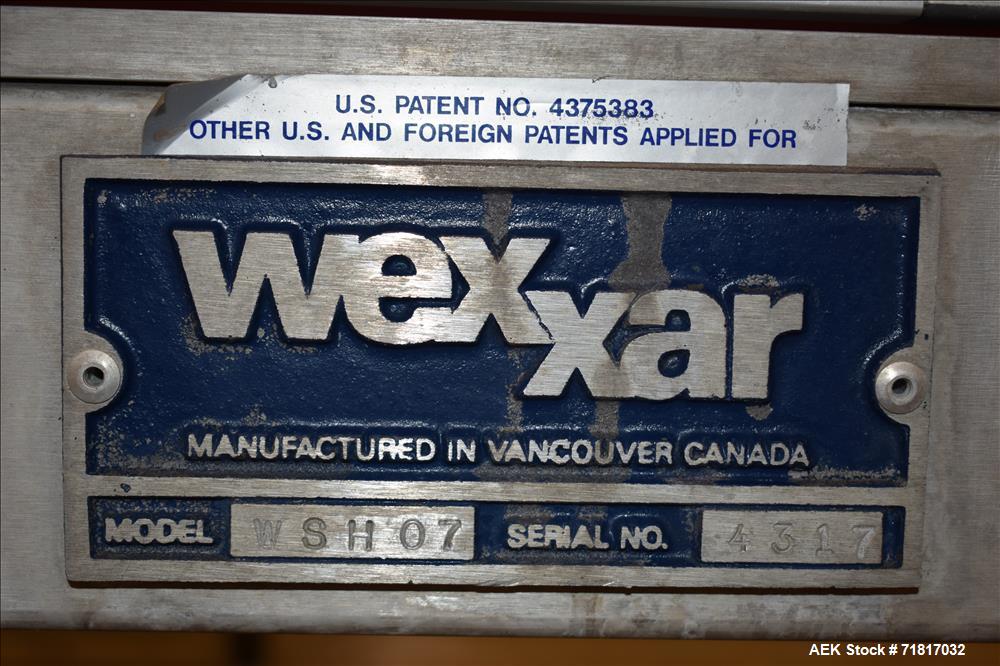 U.S. PATENT NO. 4375383
OTHER U.S. AND FOREIGN PATENTS APPLIED FOR
wexxar
MANUFACTURED IN VANCOUVER CANADA
MODEL WSH07 SERIAL NO. 4317
AEK Stock # 71817032